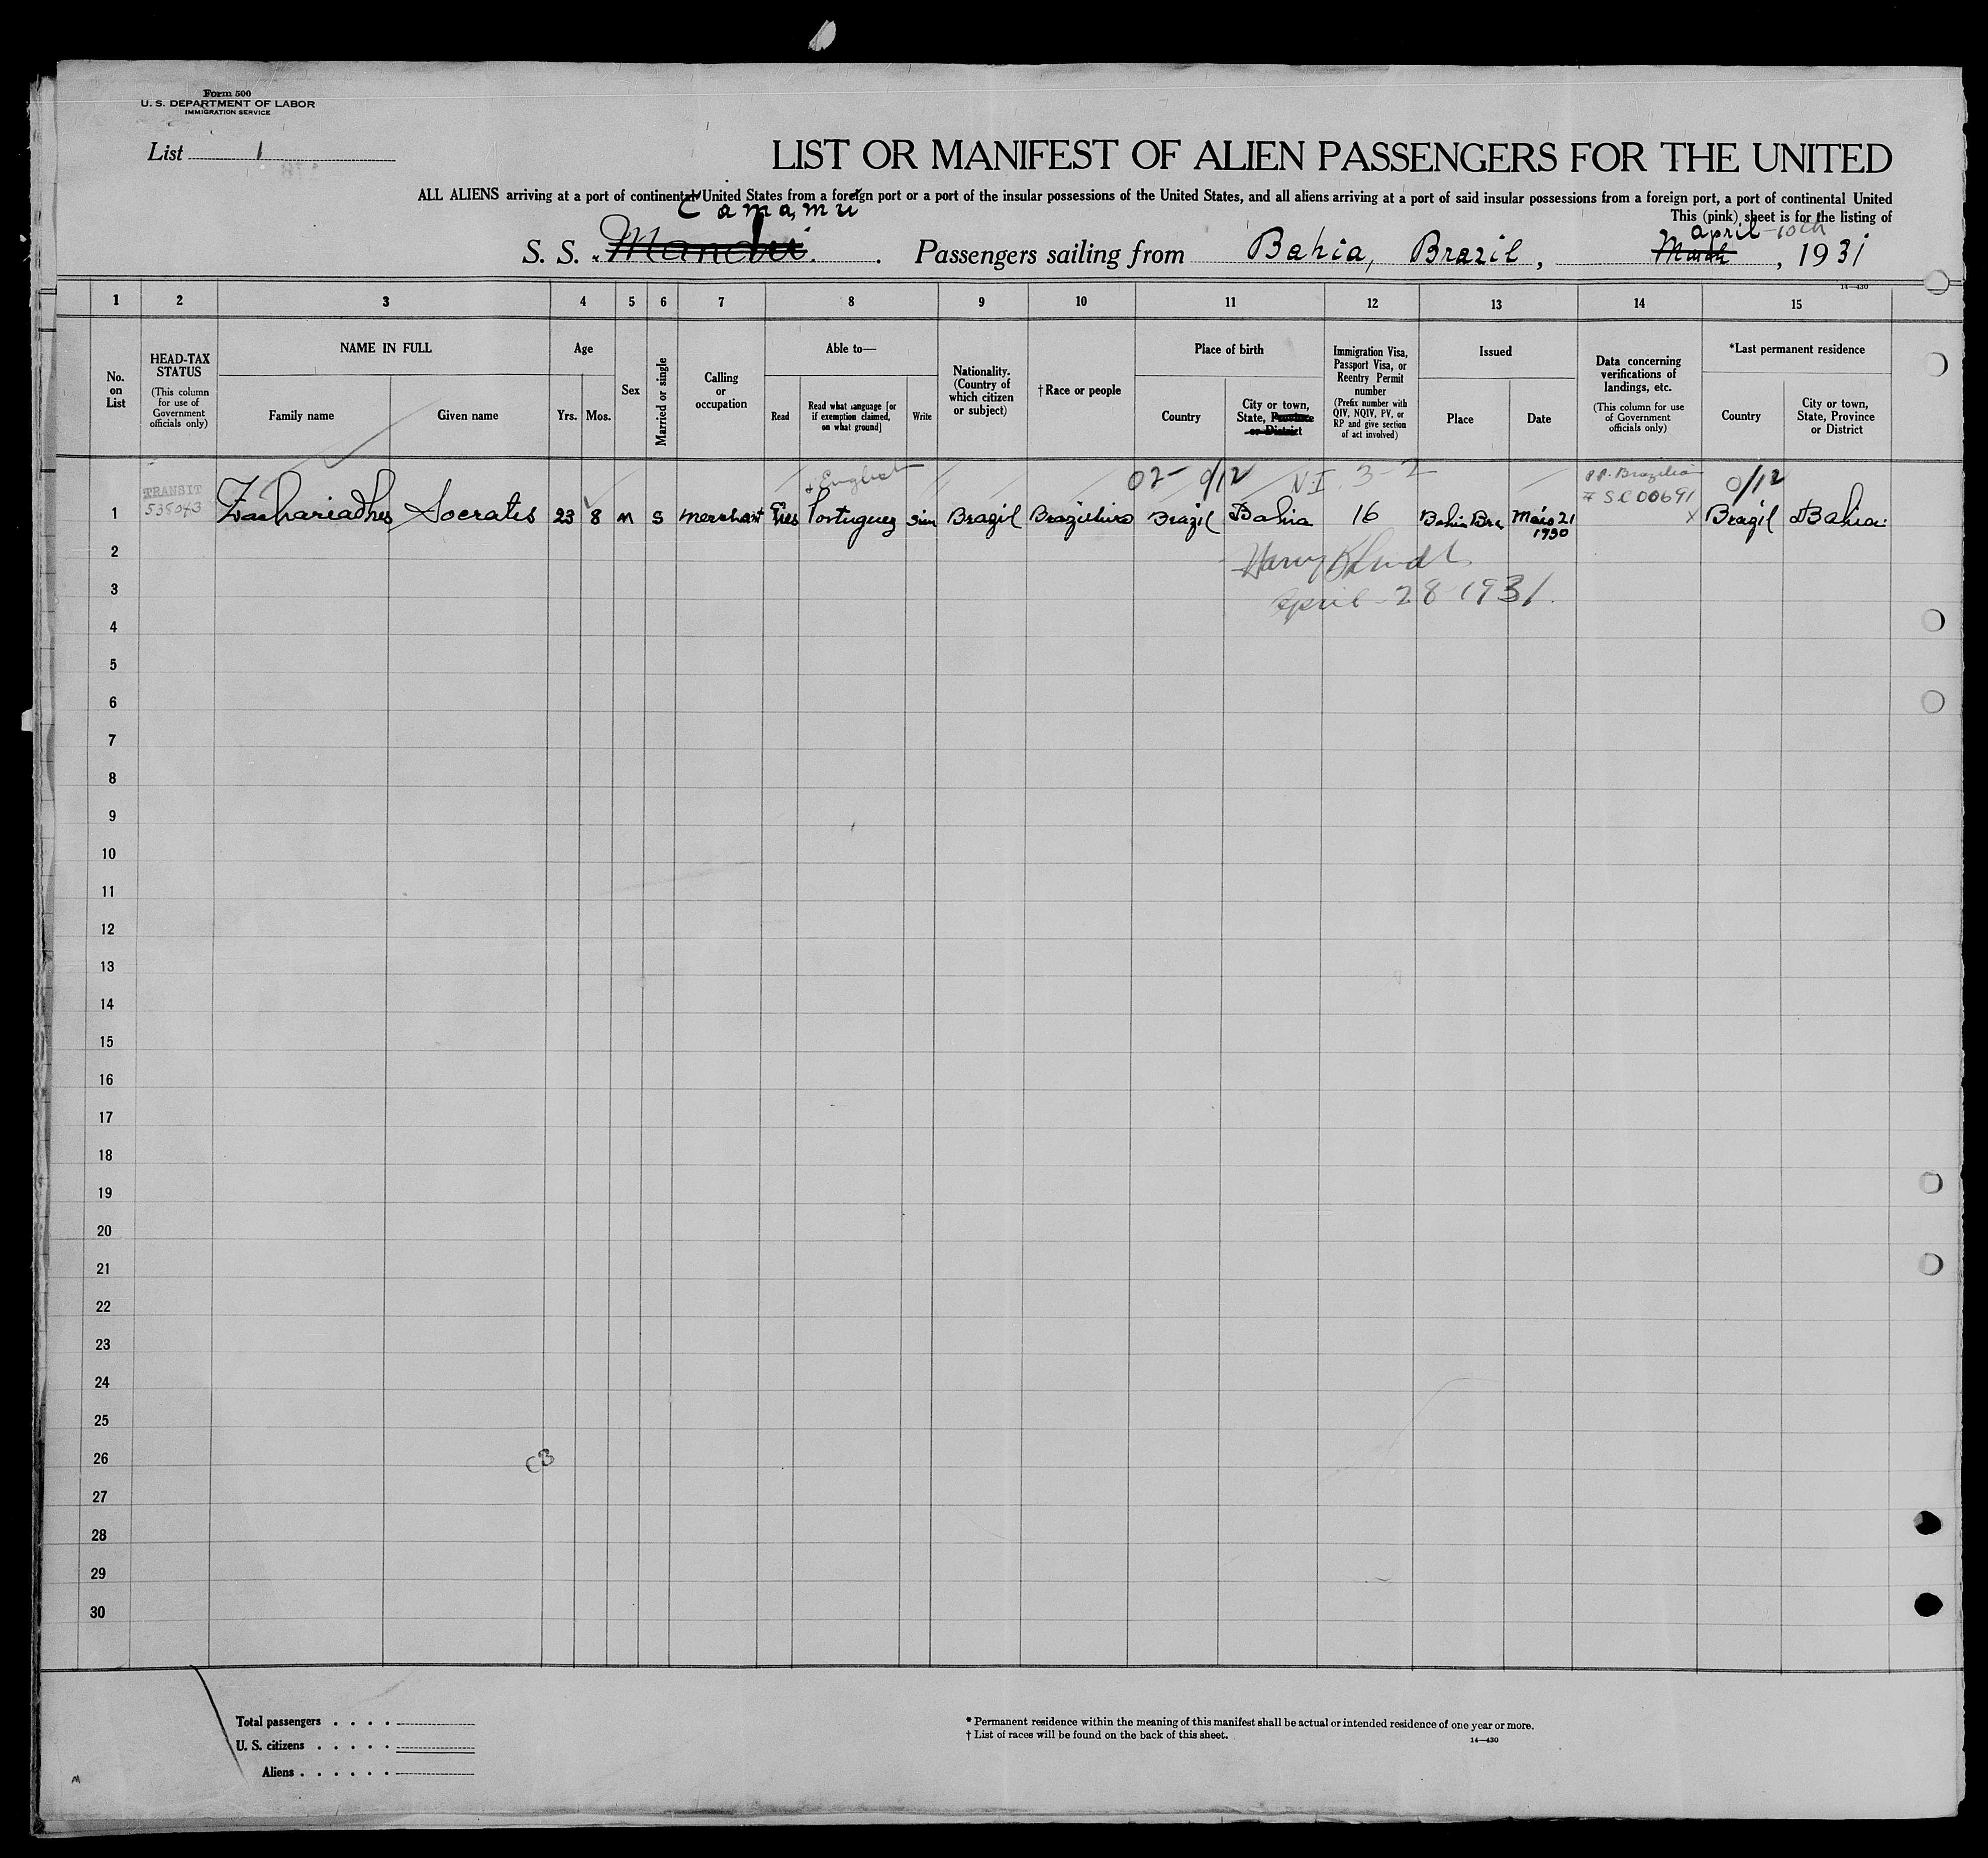 Form 500
U. S. DEPARTMENT OF LABOR
IMMIGRATION SERVICE
List 1
LIST OR MANIFEST OF ALIEN PASSENGERS FOR THE UNITED
ALL ALIENS arriving at a port of continental United States from a foreign port or a port of the insular possessions of the United States, and all aliens arriving at a port of said insular possessions from a foreign port, a port of continental United
This (pink) sheet is for the listing of
Camamu
April 10th
S. S. Mandu. Passengers sailing from Bahia, Brazil, March, 1931
14—430
1 2 3 4 5 6 7 8 9 10 11 12 13 14 15
No. on List
HEAD-TAX STATUS
(This column for use of Government officials only)
NAME IN FULL
Family name
Given name
Age
Yrs.
Mos.
Sex
Married or single
Calling or occupation
Able to—
Read
Read what language [or if exemption claimed, on what ground]
Write
Nationality. (Country of which citizen or subject)
†Race or people
Place of birth
Country
City or town, State, Province or District
Immigration Visa, Passport Visa, or Reentry Permit number
(Prefix number with QIV, NQIV, PV, or RP and give section of act involved)
Issued
Place
Date
Data concerning verifications of landings, etc.
(This column for use of Government officials only)
*Last permanent residence
Country
City or town, State, Province or District
& English
N.I. 3-2
PP. Brazilian
0/12
TRANSIT
535043
# SC 00691
1 Zachariadhes Socrates 23 8 M S Merchant Portuguez Sim Brazil Brazil Bahia 16 Bahia Bra 21 1930 X Brazil Bahia
2
April 28 1931.
3
4
5
6
7
8
9
10
11
12
13
14
15
16
17
18
19
20
21
22
23
24
25
26
27
28
29
30
Total passengers . . . .
U. S. citizens . . . . .
Aliens . . . . . .
* Permanent residence within the meaning of this manifest shall be actual or intended residence of one year or more.
† List of races will be found on the back of this sheet.
14—430